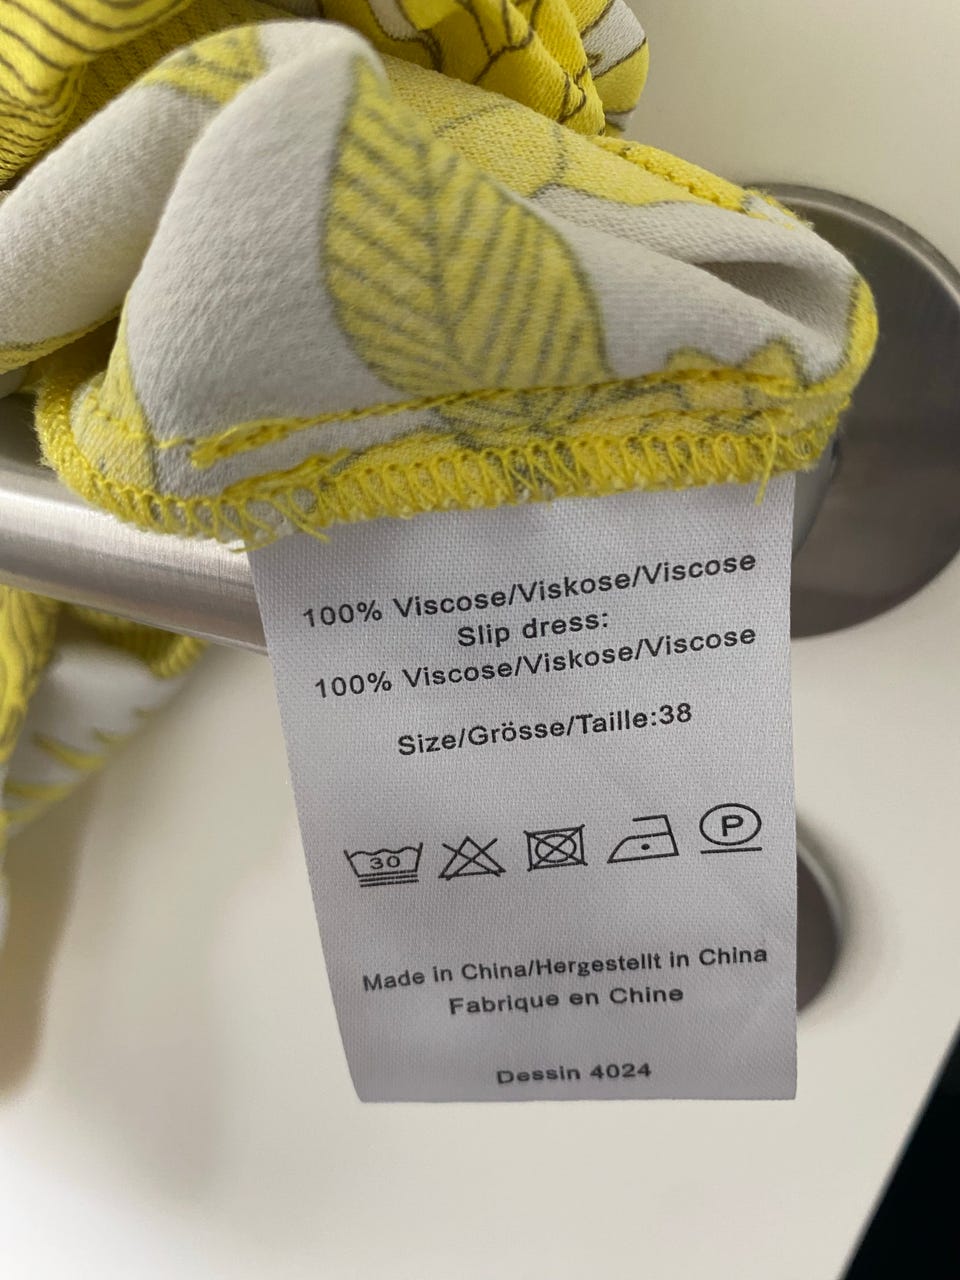 100% Viscose/Viskose/Viscose
Slip dress:
100% Viscose/Viskose/Viscose
Size/Grösse/Taille:38
30 P
Made in China/Hergestellt in China
Fabrique en Chine
Dessin 4024